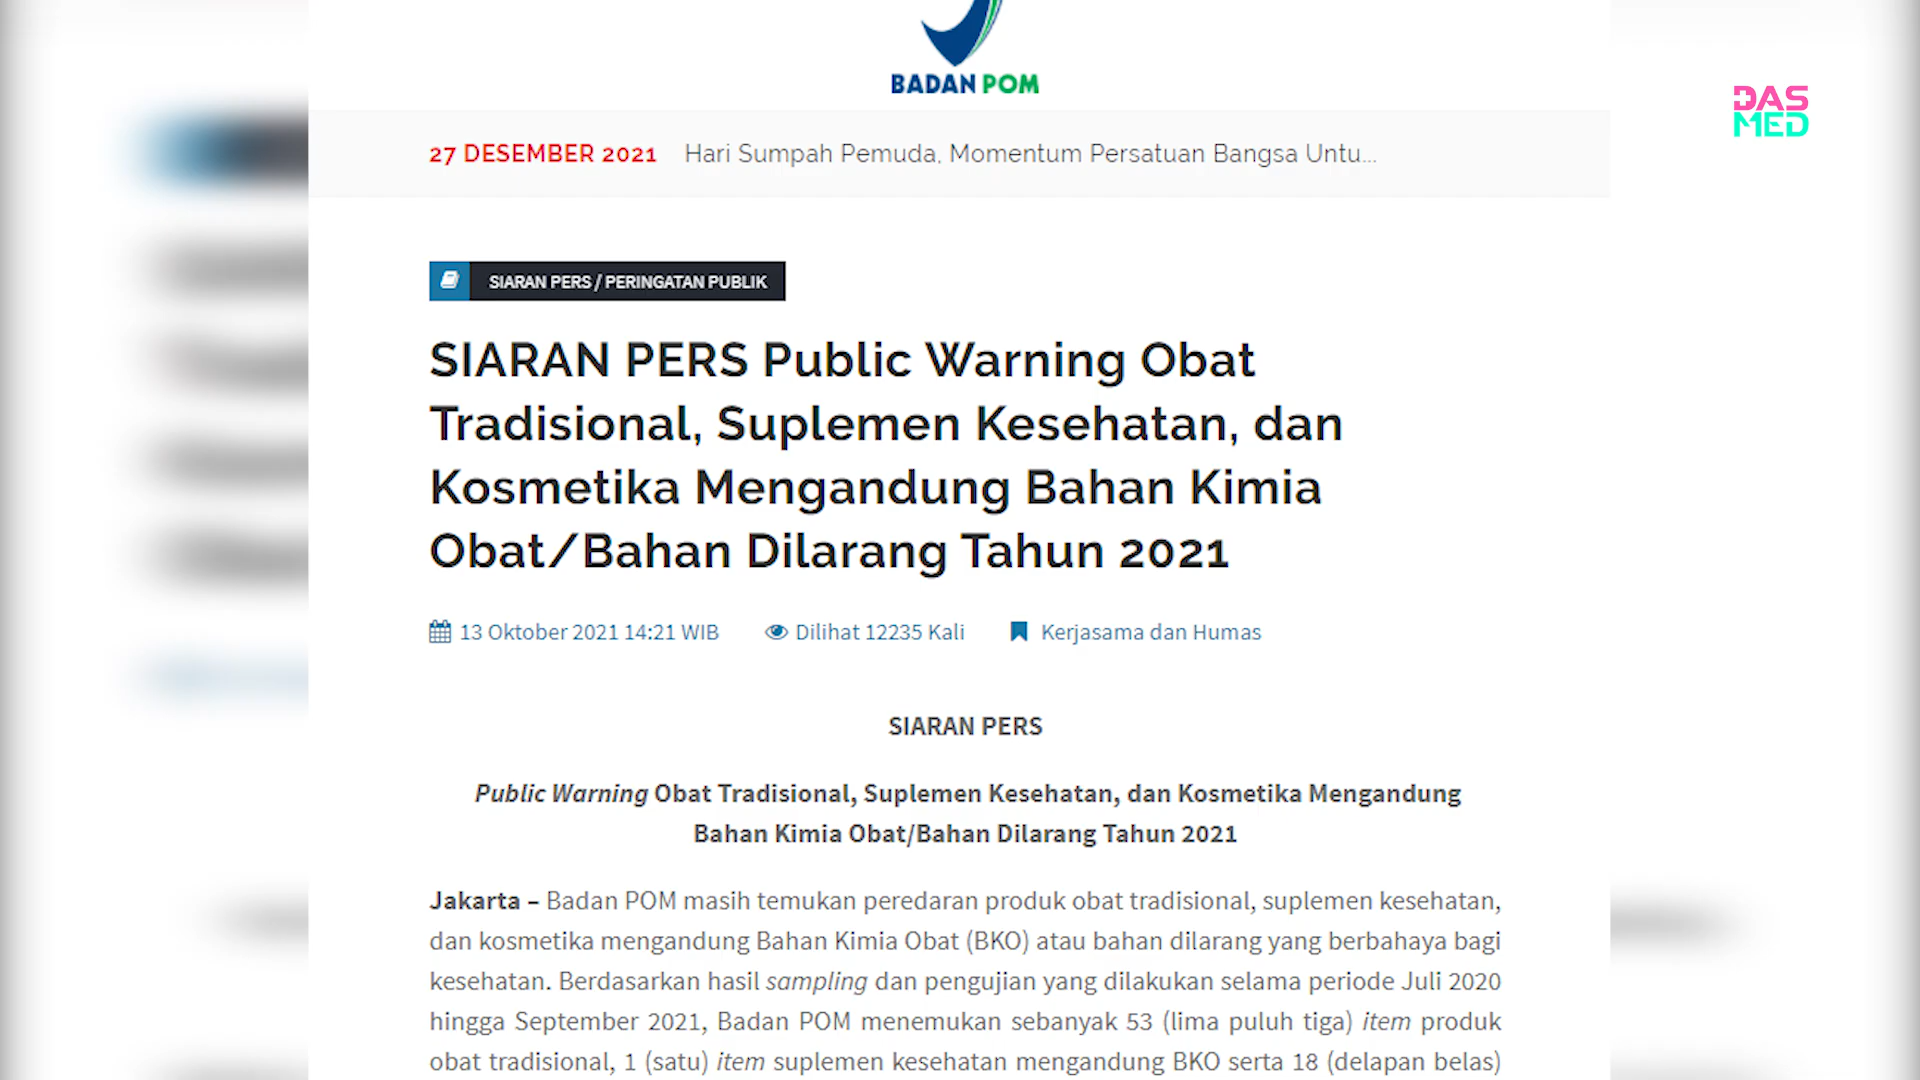 BADAN POM
DAS
MED
27 DESEMBER 2021 Hari Sumpah Pemuda, Momentum Persatuan Bangsa Untu...
SIARAN PERS / PERINGATAN PUBLIK
SIARAN PERS Public Warning Obat
Tradisional, Suplemen Kesehatan, dan
Kosmetika Mengandung Bahan Kimia
Obat/Bahan Dilarang Tahun 2021
13 Oktober 2021 14:21 WIB Dilihat 12235 Kali Kerjasama dan Humas
SIARAN PERS
Public Warning Obat Tradisional, Suplemen Kesehatan, dan Kosmetika Mengandung
Bahan Kimia Obat/Bahan Dilarang Tahun 2021
Jakarta – Badan POM masih temukan peredaran produk obat tradisional, suplemen kesehatan,
dan kosmetika mengandung Bahan Kimia Obat (BKO) atau bahan dilarang yang berbahaya bagi
kesehatan. Berdasarkan hasil sampling dan pengujian yang dilakukan selama periode Juli 2020
hingga September 2021, Badan POM menemukan sebanyak 53 (lima puluh tiga) item produk
obat tradisional, 1 (satu) item suplemen kesehatan mengandung BKO serta 18 (delapan belas)